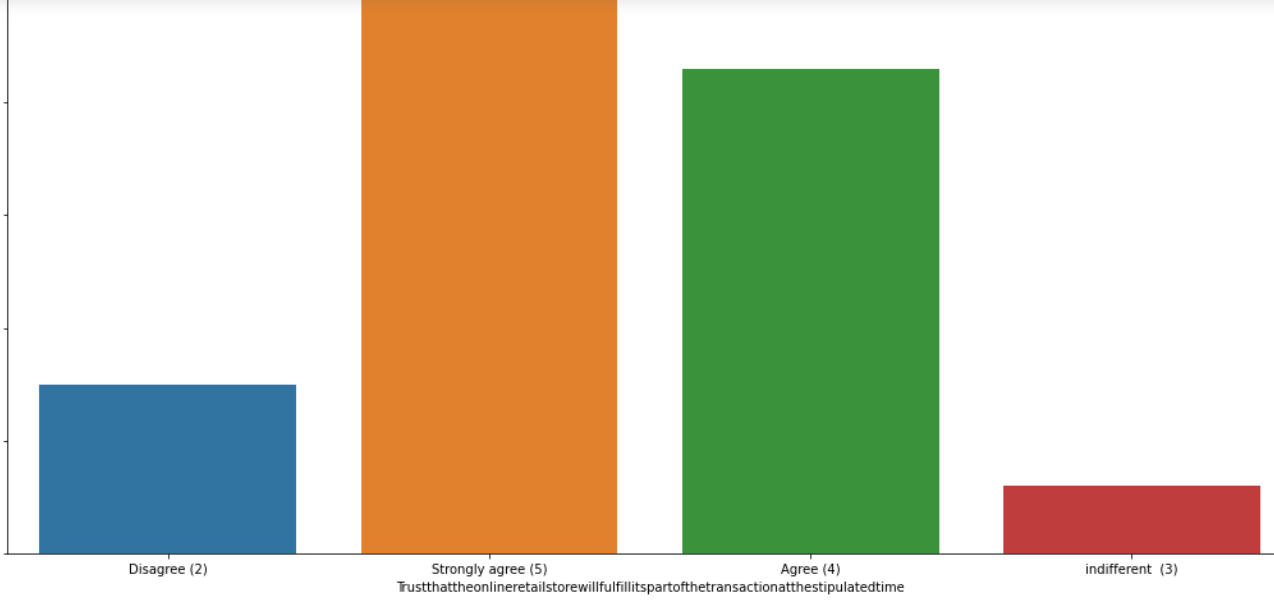 Disagree (2) Strongly agree (5) Agree (4) indifferent  (3)
Trustthattheonlineretailstorewillfulfillitspartofthetransactionatthestipulatedtime